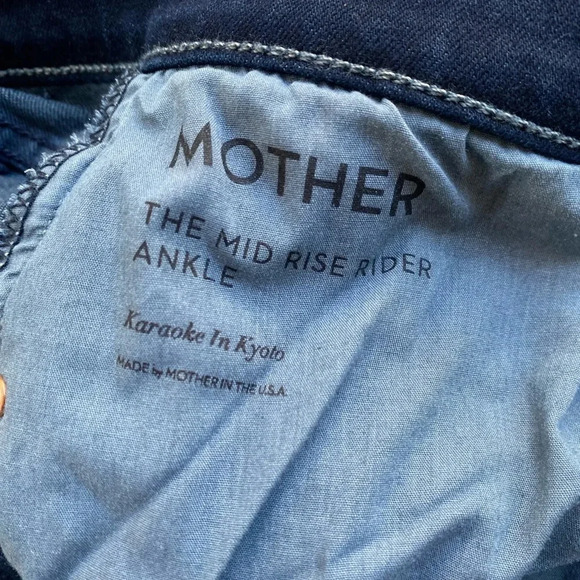 MOTHER
THE MID RISE RIDER
ANKLE
Karaoke In Kyoto
MADE by MOTHER IN THE U.S.A.